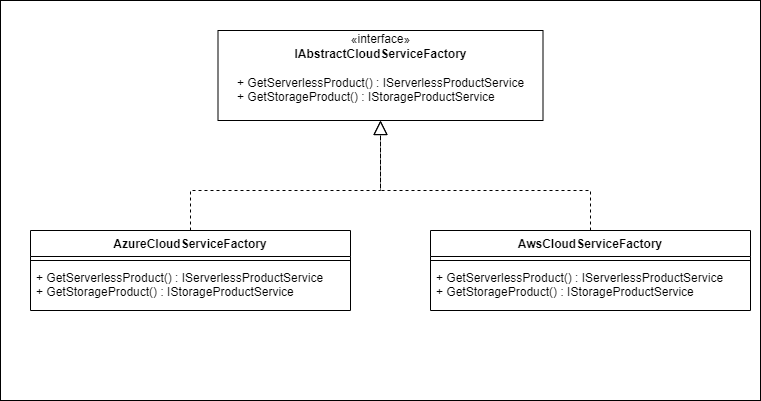 «interface»
IAbstractCloudServiceFactory
+ GetServerlessProduct() : IServerlessProductService
+ GetStorageProduct() : IStorageProductService
AzureCloudServiceFactory
+ GetServerlessProduct() : IServerlessProductService
+ GetStorageProduct() : IStorageProductService
AwsCloudServiceFactory
+ GetServerlessProduct() : IServerlessProductService
+ GetStorageProduct() : IStorageProductService